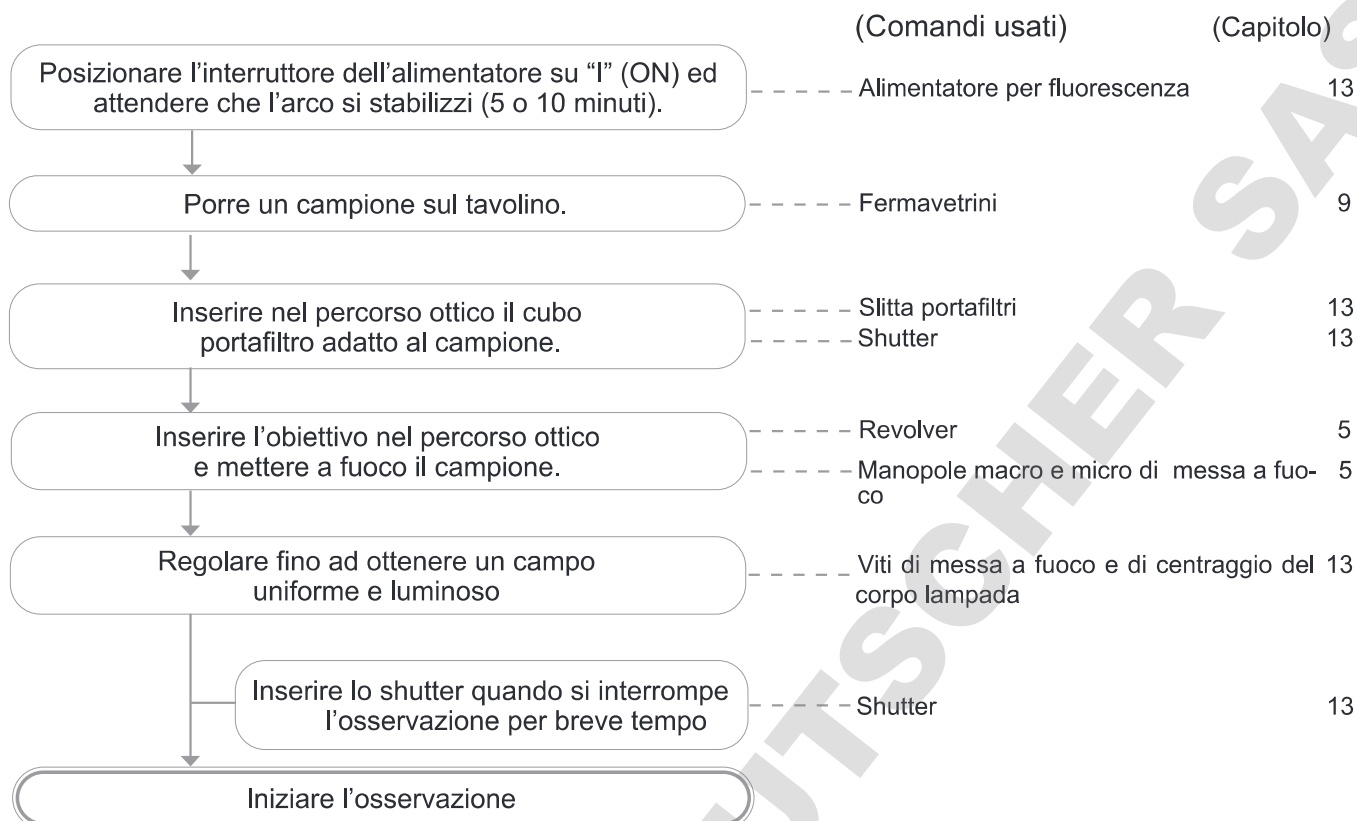 (Comandi usati) (Capitolo)
Posizionare l'interruttore dell'alimentatore su “I” (ON) ed
attendere che l'arco si stabilizzi (5 o 10 minuti).
Alimentatore per fluorescenza 13
Porre un campione sul tavolino.
Fermavetrini 9
Inserire nel percorso ottico il cubo
portafiltro adatto al campione.
Slitta portafiltri 13
Shutter 13
Inserire l'obiettivo nel percorso ottico
e mettere a fuoco il campione.
Revolver 5
Manopole macro e micro di messa a fuo- 5
co
Regolare fino ad ottenere un campo
uniforme e luminoso
Viti di messa a fuoco e di centraggio del 13
corpo lampada
Inserire lo shutter quando si interrompe
l'osservazione per breve tempo
Shutter 13
Iniziare l'osservazione
UTSCHER SAS